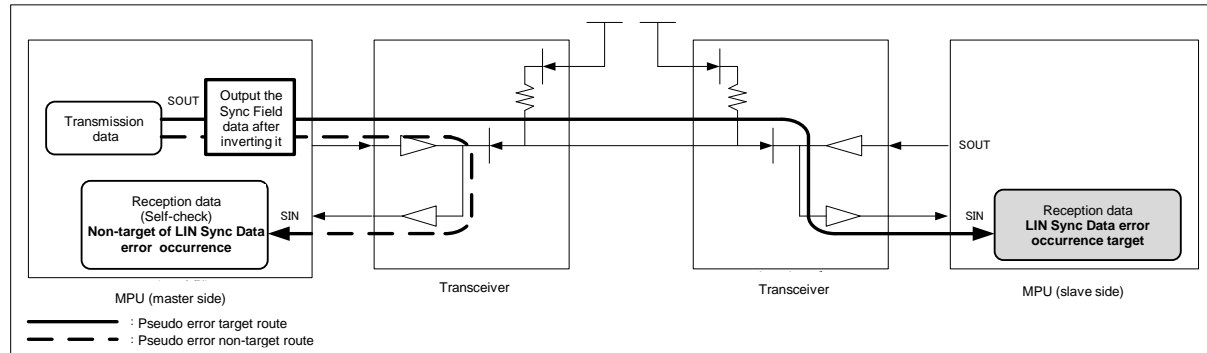 SOUT
Output the
Sync Field
data after
inverting it
Transmission
data
SOUT
Reception data
(Self-check)
Non-target of LIN Sync Data
error occurrence
SIN
SIN
Reception data
LIN Sync Data error
occurrence target
MPU (master side)
Transceiver
Transceiver
MPU (slave side)
: Pseudo error target route
: Pseudo error non-target route